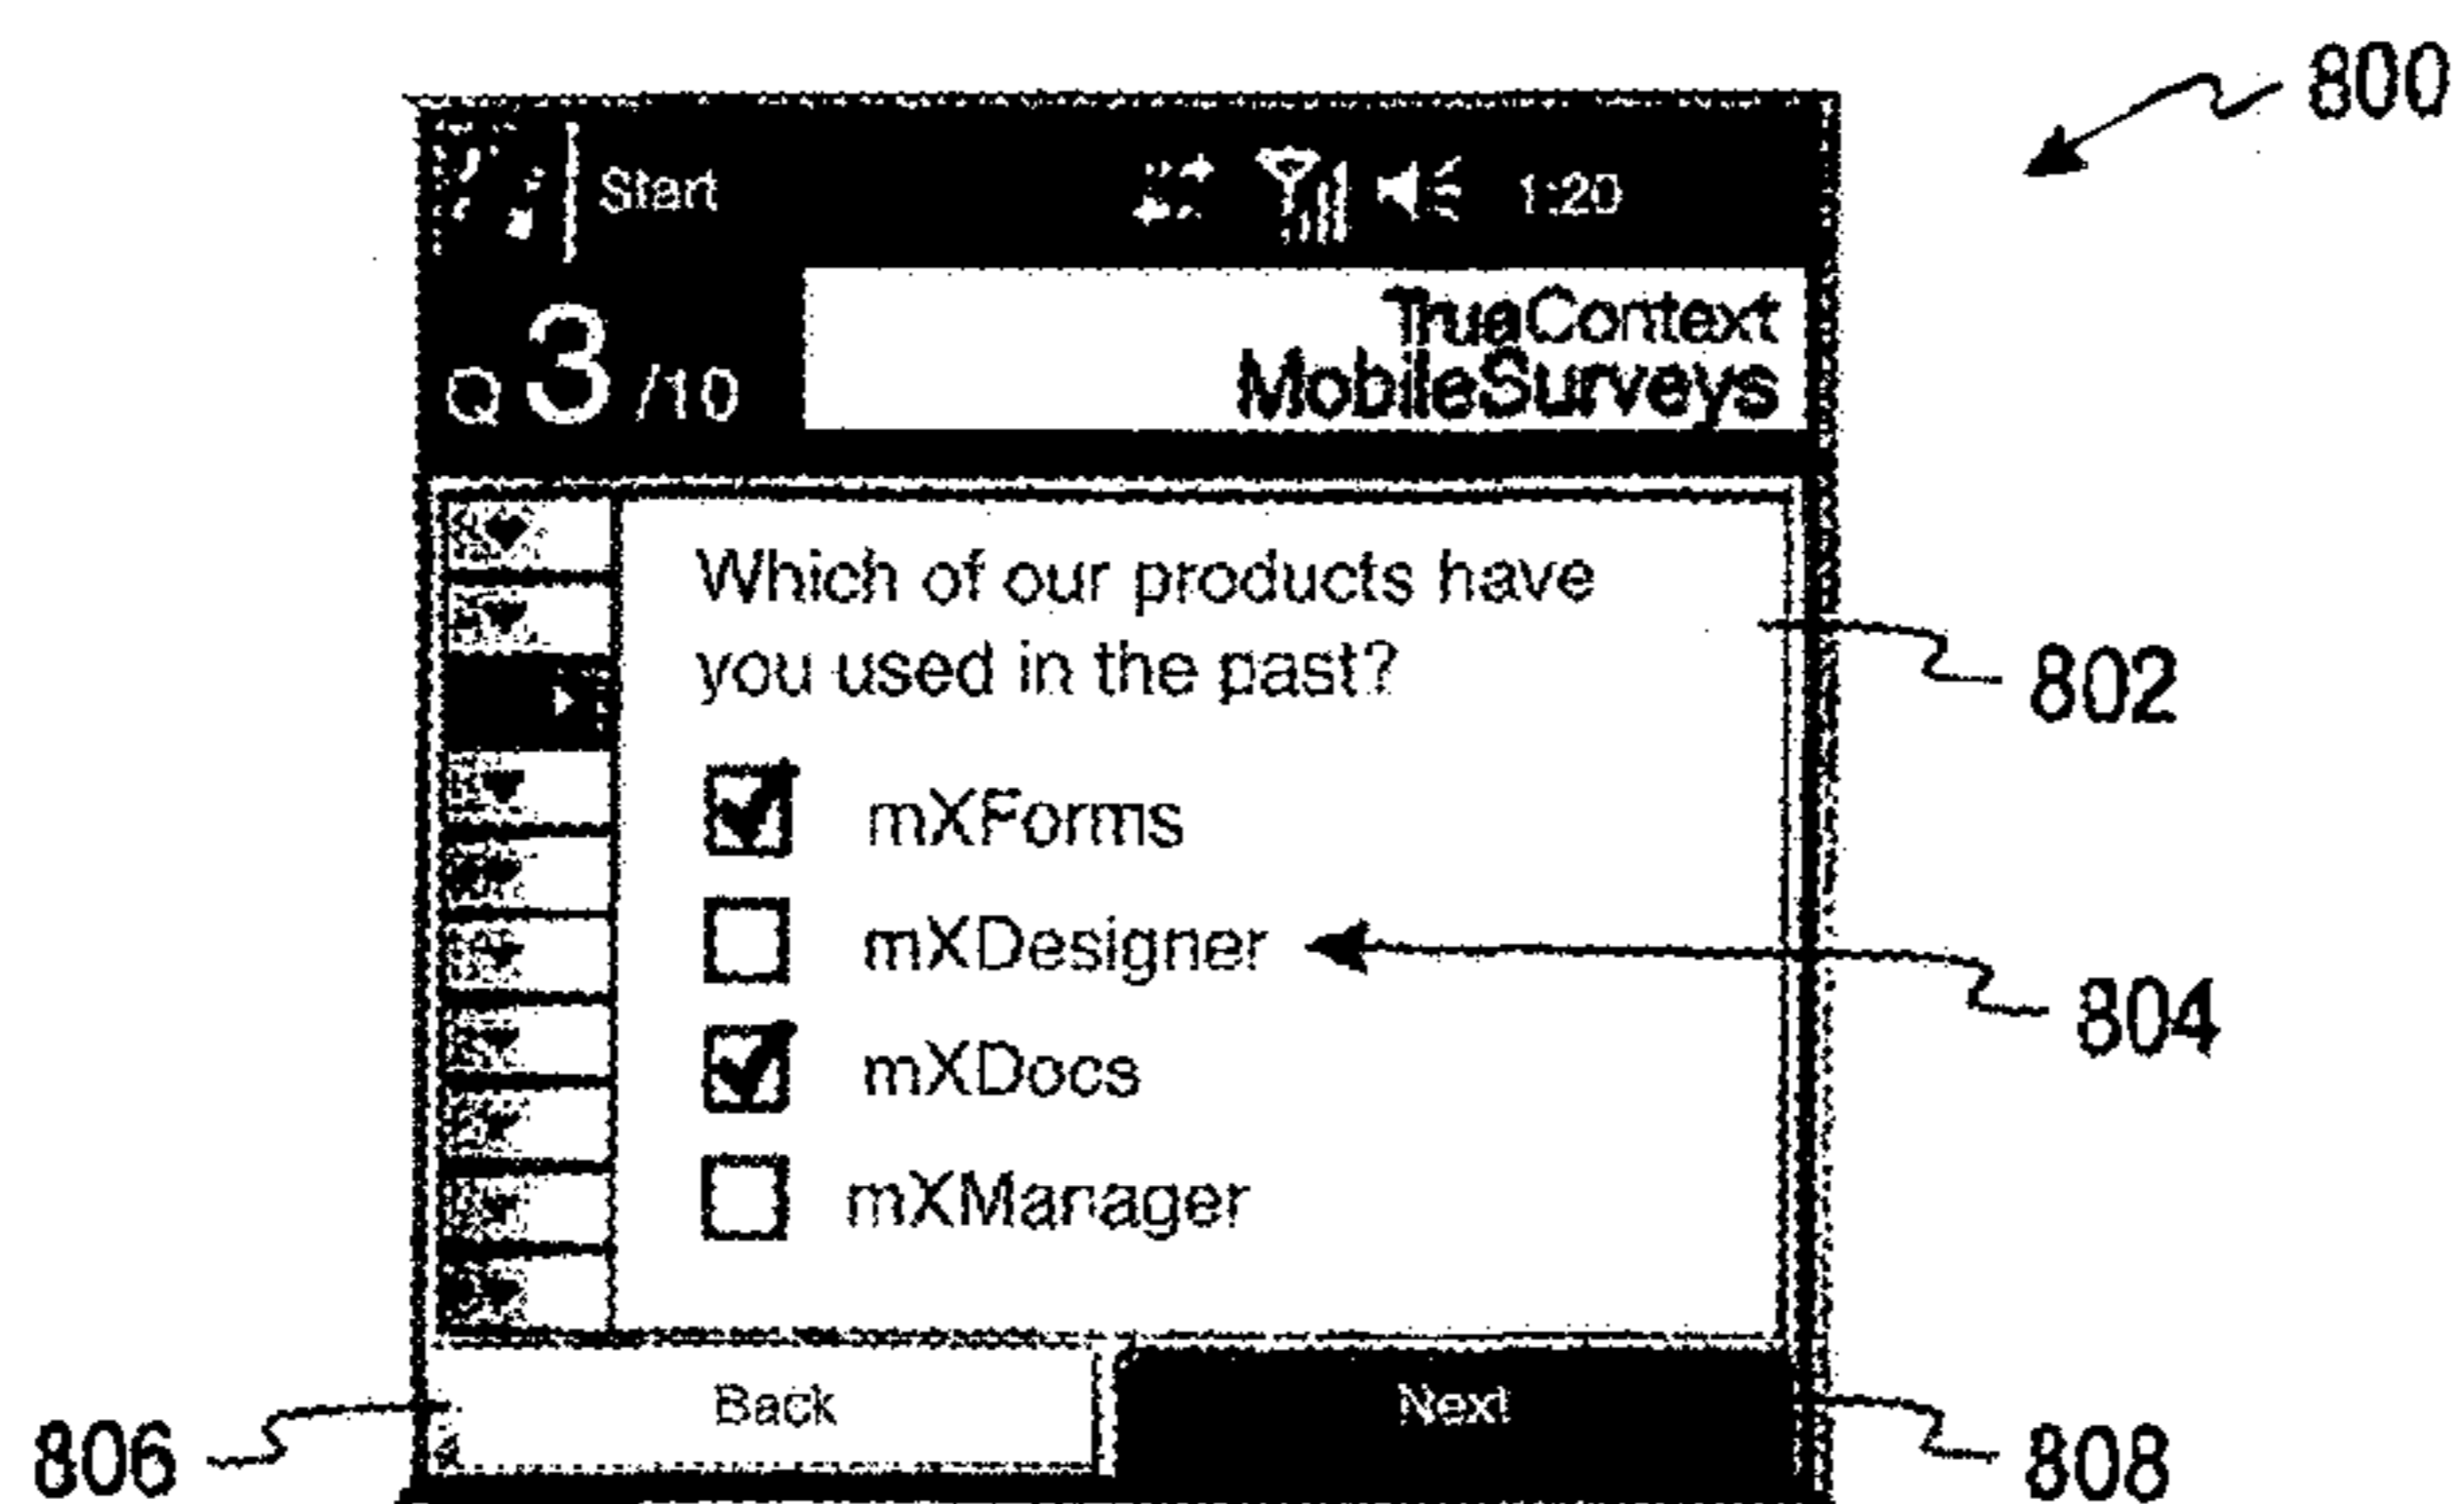 800
Start 1:20
Q 3 /10
TrueContext
MobileSurveys
Which of our products have
you used in the past?
802
mXForms
mXDesigner
804
mXDocs
mXManager
Back Next
806
808